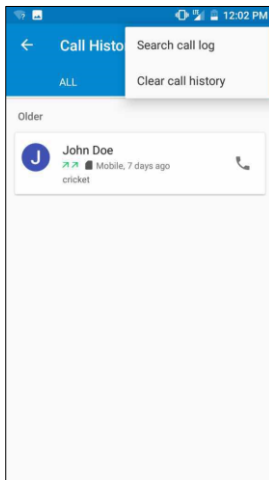 12:02 PM
Call Histo
Search call log
ALL
Clear call history
Older
J
John Doe
Mobile, 7 days ago
cricket